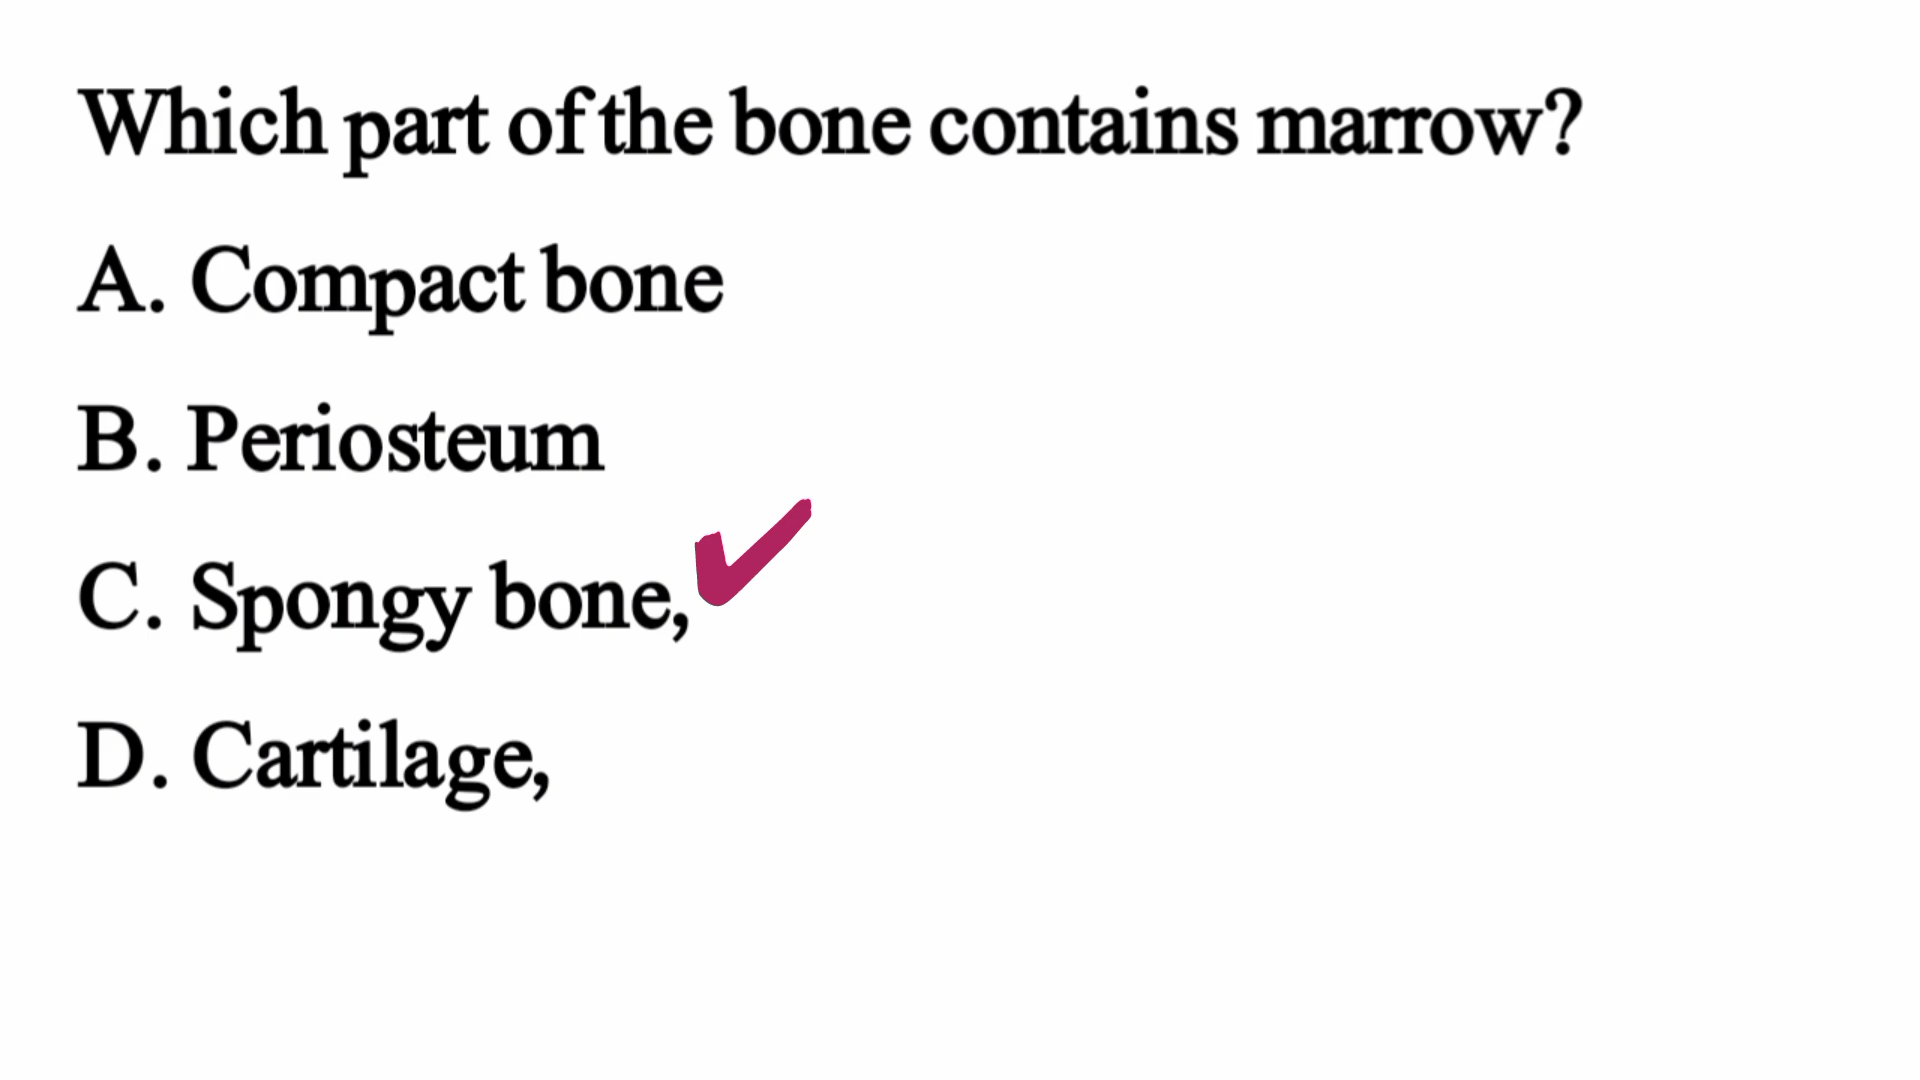 Which part of the bone contains marrow?
A. Compact bone
B. Periosteum
C. Spongy bone,
D. Cartilage,